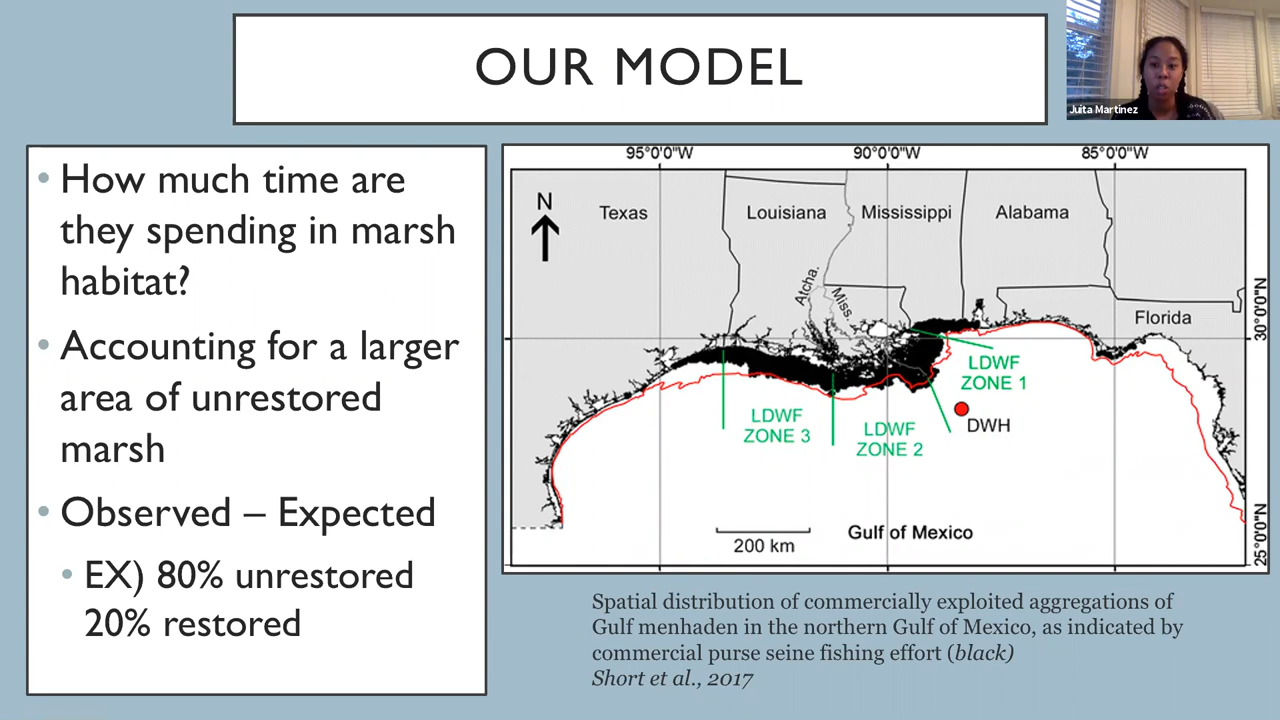 OUR MODEL
Juita Martinez
• How much time are
they spending in marsh
habitat?
• Accounting for a larger
area of unrestored
marsh
• Observed – Expected
• EX) 80% unrestored
20% restored
95°0'0"W 90°0'0"W 85°0'0"W
N
Texas Louisiana Mississippi Alabama
Atcha.
Miss.
Florida
30°0'0"N
LDWF
ZONE 1
LDWF
ZONE 3
LDWF
ZONE 2
DWH
200 km
Gulf of Mexico
25°0'0"N
Spatial distribution of commercially exploited aggregations of
Gulf menhaden in the northern Gulf of Mexico, as indicated by
commercial purse seine fishing effort (black)
Short et al., 2017